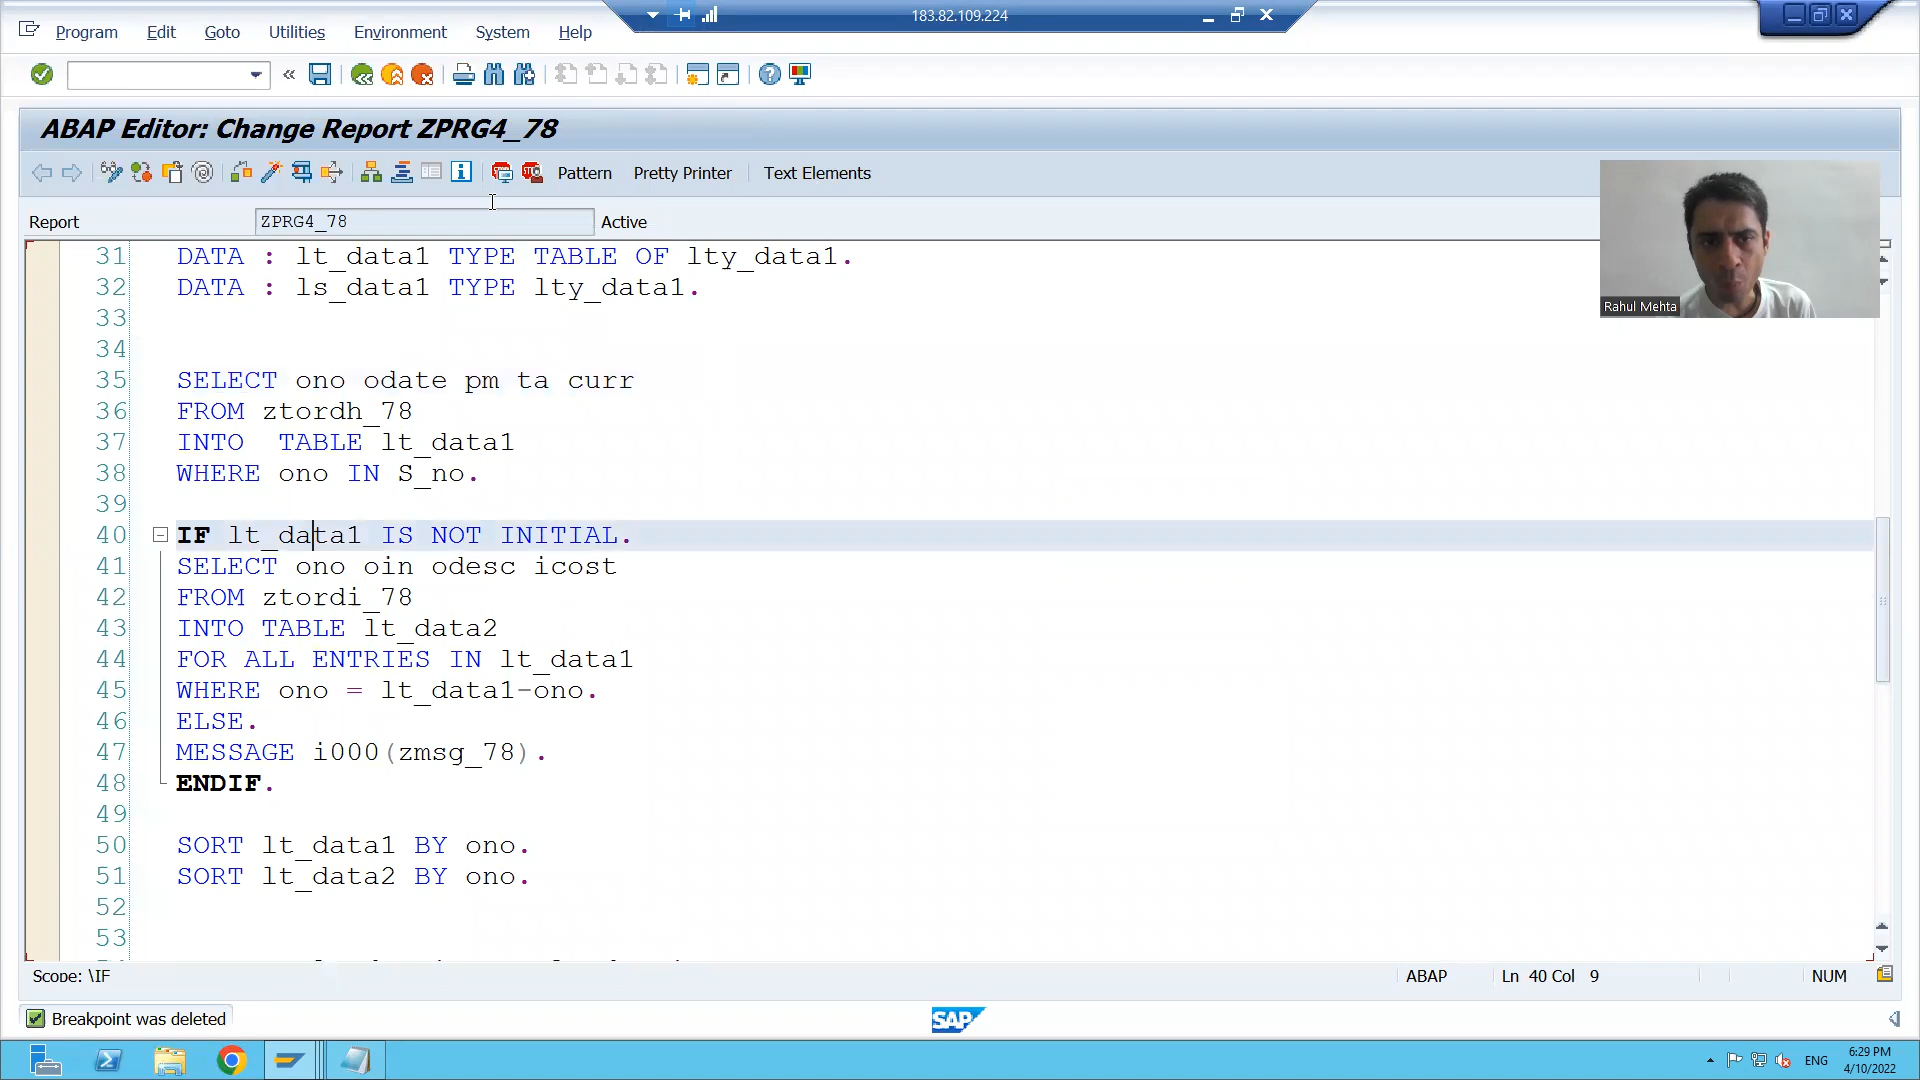 183.82.109.224
Program Edit Goto Utilities Environment System Help
ABAP Editor: Change Report ZPRG4_78
Pattern Pretty Printer Text Elements
Report ZPRG4_78 Active
Rahul Mehta
31 DATA : lt_data1 TYPE TABLE OF lty_data1.
32 DATA : ls_data1 TYPE lty_data1.
33
34
35 SELECT ono odate pm ta curr
36 FROM ztordh_78
37 INTO  TABLE lt_data1
38 WHERE ono IN S_no.
39
40 IF lt_data1 IS NOT INITIAL.
41 SELECT ono oin odesc icost
42 FROM ztordi_78
43 INTO TABLE lt_data2
44 FOR ALL ENTRIES IN lt_data1
45 WHERE ono = lt_data1-ono.
46 ELSE.
47 MESSAGE i000(zmsg_78).
48 ENDIF.
49
50 SORT lt_data1 BY ono.
51 SORT lt_data2 BY ono.
52
53
Scope: \IF ABAP Ln 40 Col 9 NUM
Breakpoint was deleted
SAP
ENG
6:29 PM
4/10/2022